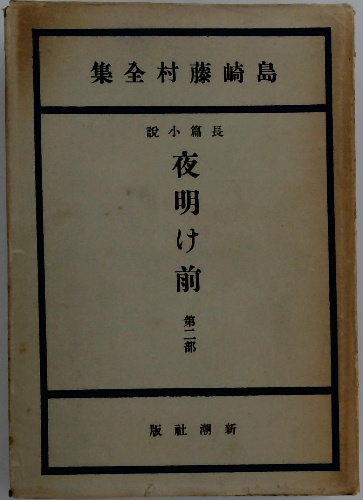 島崎藤村全集
長篇小說
夜明け前
第二部
新潮社版